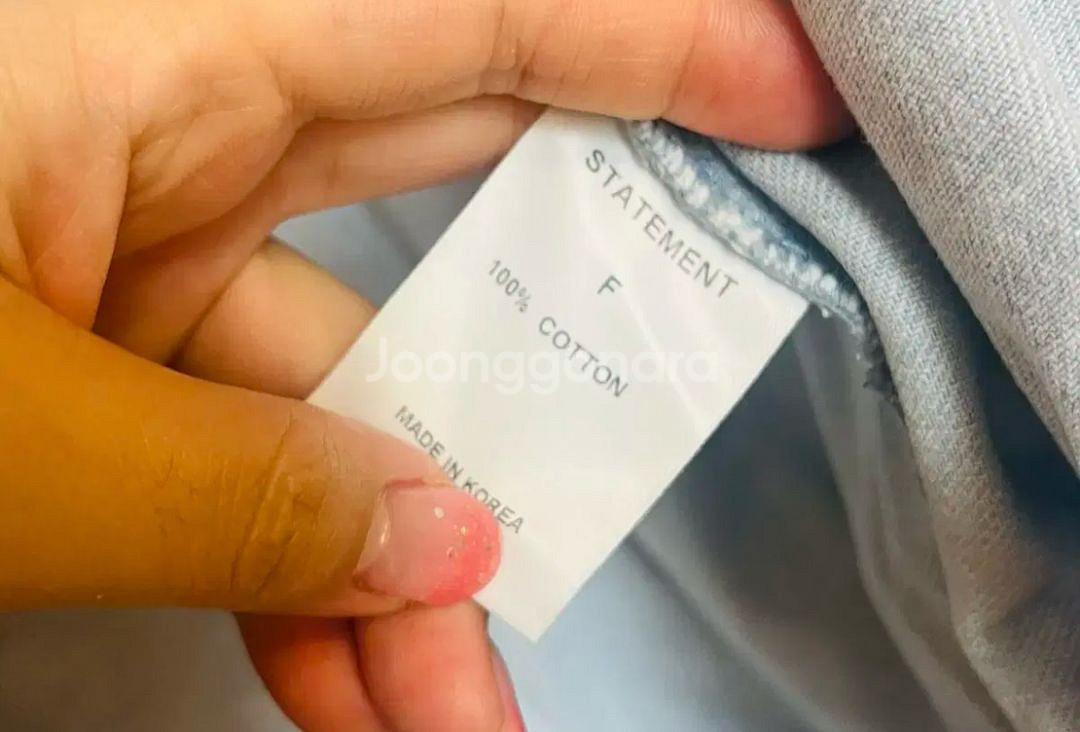 STATEMENT
F
100% COTTON
MADE IN KOREA
Joonggonara